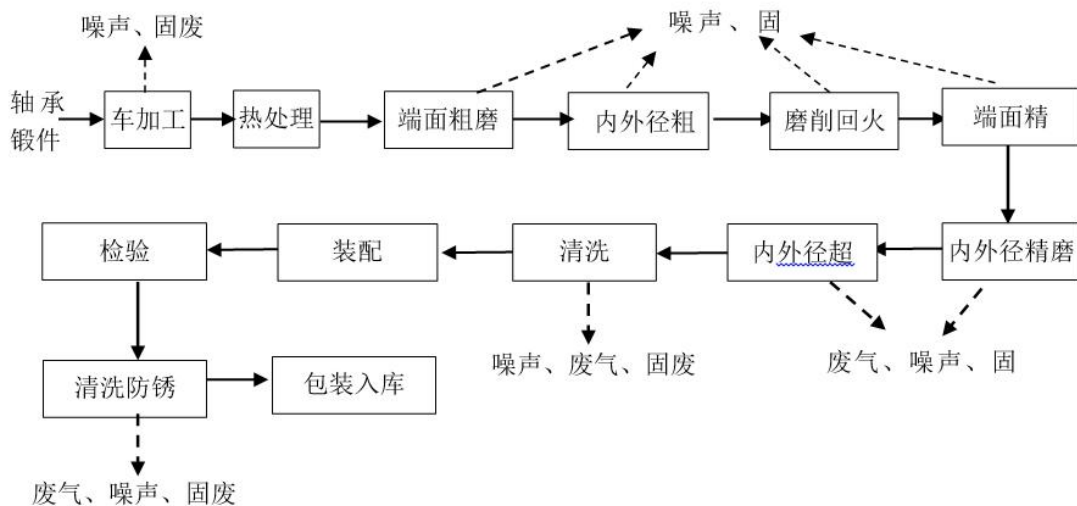 噪声、固废
噪声、固
轴承
锻件
车加工
热处理
端面粗磨
内外径粗
磨削回火
端面精
检验
装配
清洗
内外径超
内外径精磨
噪声、废气、固废
废气、噪声、固
清洗防锈
包装入库
废气、噪声、固废